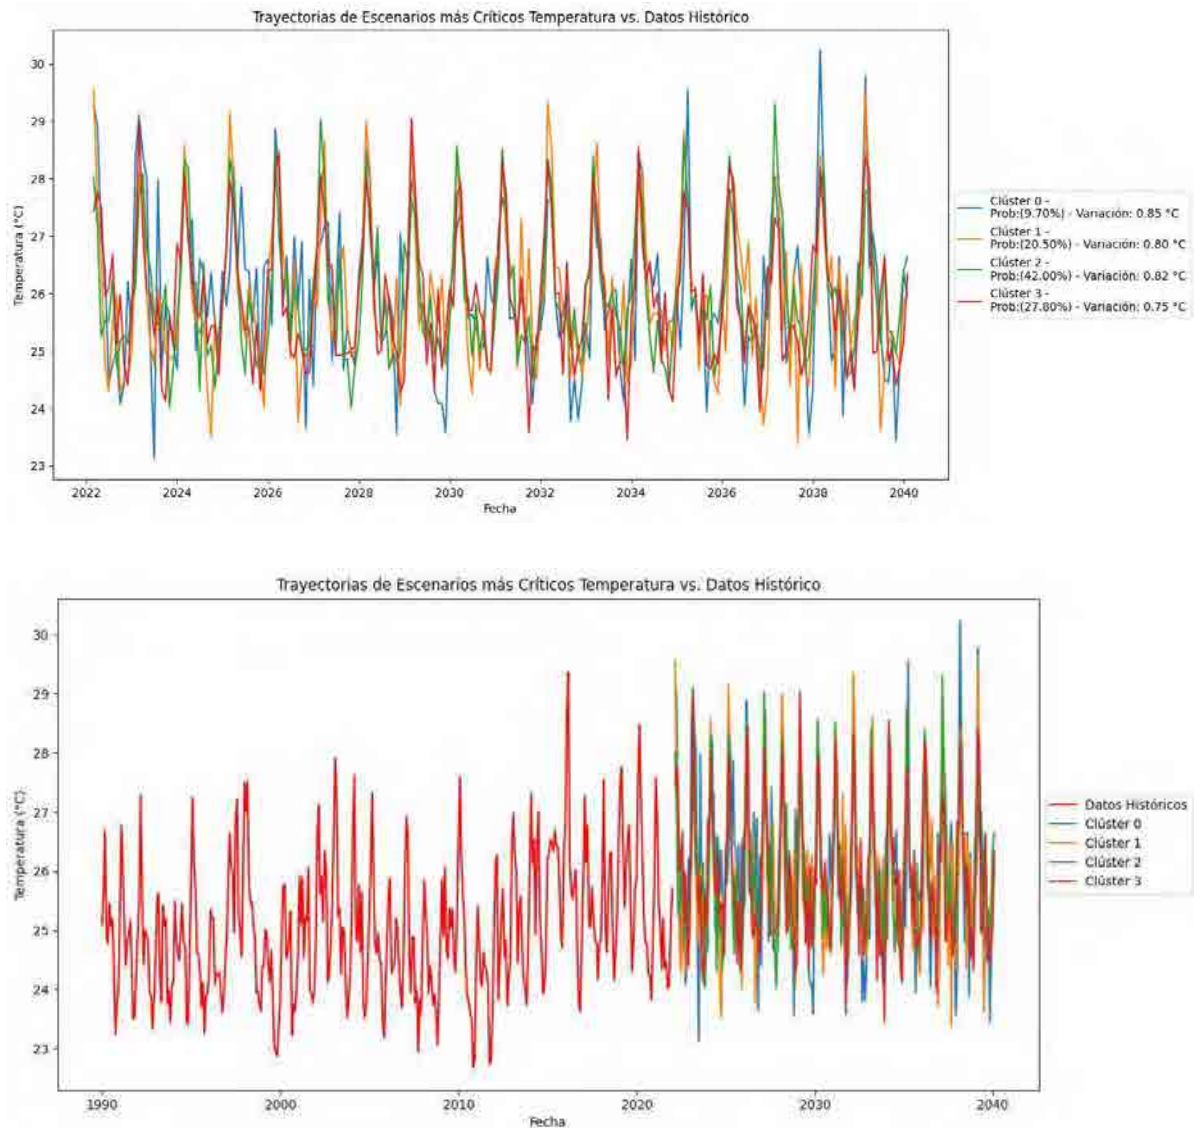 Trayectorias de Escenarios más Críticos Temperatura vs. Datos Histórico
Temperatura (°C)
30
29
28
27
26
25
24
23
2022
2024
2026
2028
2030
2032
2034
2036
2038
2040
Fecha
Clúster 0 -
Prob:(9.70%) - Variación: 0.85 °C
Clúster 1 -
Prob:(20.50%) - Variación: 0.80 °C
Clúster 2 -
Prob:(42.00%) - Variación: 0.82 °C
Clúster 3 -
Prob:(27.80%) - Variación: 0.75 °C
Trayectorias de Escenarios más Críticos Temperatura vs. Datos Histórico
Temperatura (°C)
30
29
28
27
26
25
24
23
1990
2000
2010
2020
2030
2040
Fecha
Datos Históricos
Clúster 0
Clúster 1
Clúster 2
Clúster 3